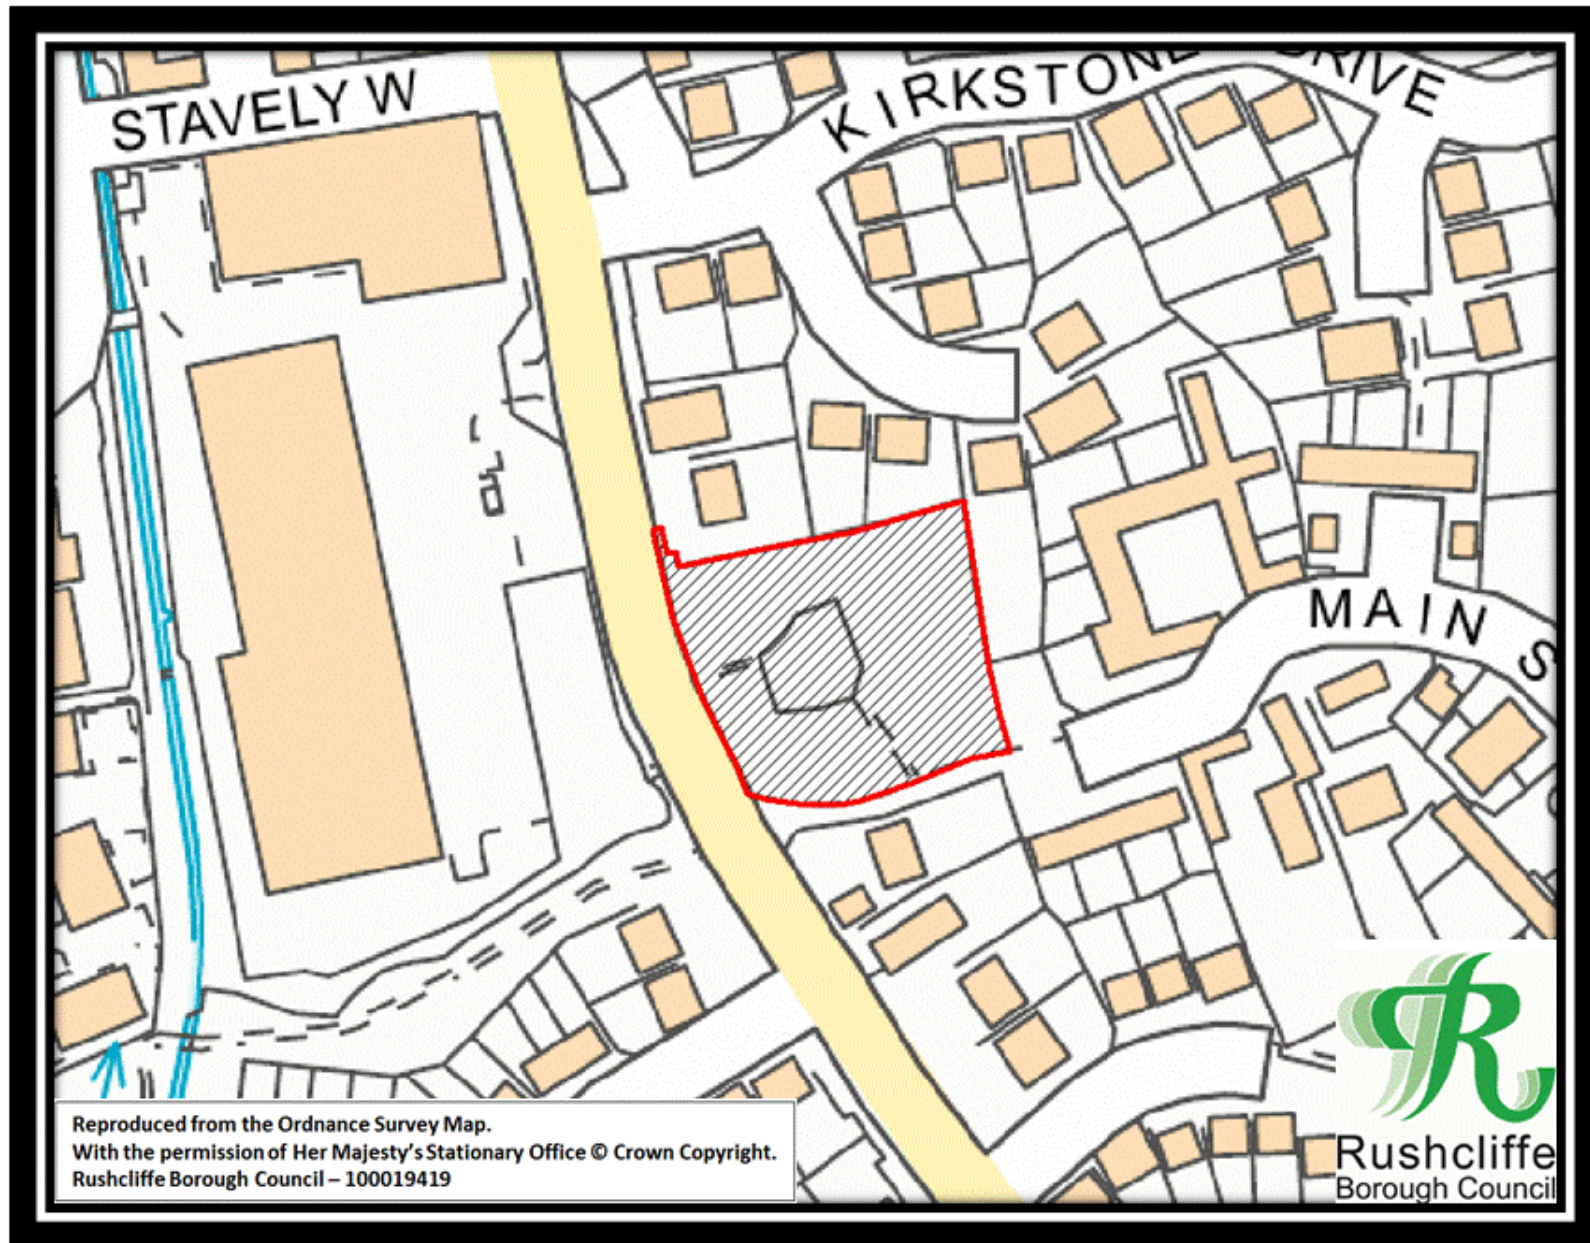 STAVELY W
KIRKSTONE DRIVE
MAIN S
Reproduced from the Ordnance Survey Map.
With the permission of Her Majesty's Stationary Office © Crown Copyright.
Rushcliffe Borough Council – 100019419
Rushcliffe
Borough Council